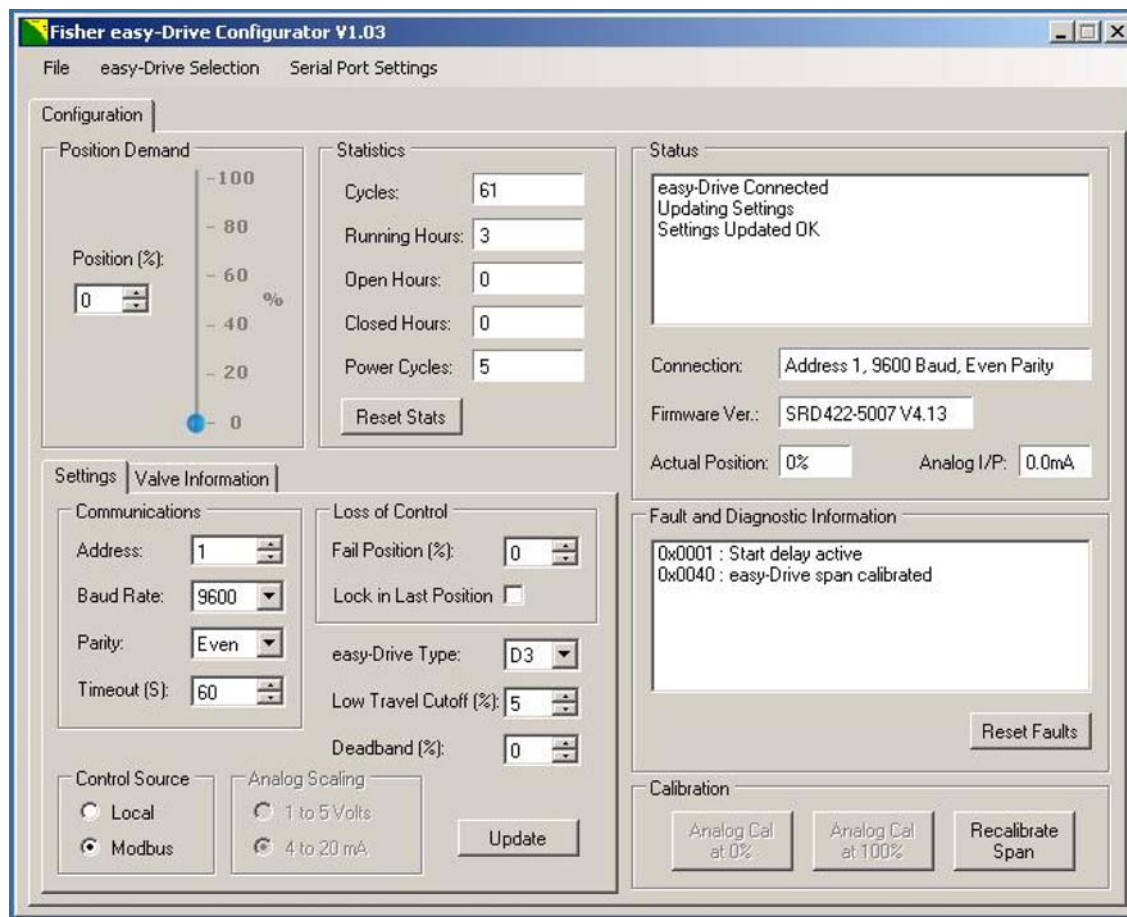 Fisher easy-Drive Configurator V1.03
File easy-Drive Selection Serial Port Settings
Configuration
Position Demand
100
80
60
40
20
0
%
Position (%):
0
Statistics
Cycles: 61
Running Hours: 3
Open Hours: 0
Closed Hours: 0
Power Cycles: 5
Reset Stats
Status
easy-Drive Connected
Updating Settings
Settings Updated OK
Connection: Address 1, 9600 Baud, Even Parity
Firmware Ver.: SRD422-5007 V4.13
Actual Position: 0% Analog I/P: 0.0mA
Settings Valve Information
Communications
Address: 1
Baud Rate: 9600
Parity: Even
Timeout (S): 60
Loss of Control
Fail Position (%): 0
Lock in Last Position
easy-Drive Type: D3
Low Travel Cutoff (%): 5
Deadband (%): 0
Control Source
Local
Modbus
Analog Scaling
1 to 5 Volts
4 to 20 mA
Update
Fault and Diagnostic Information
0x0001 : Start delay active
0x0040 : easy-Drive span calibrated
Reset Faults
Calibration
Analog Cal
at 0%
Analog Cal
at 100%
Recalibrate
Span